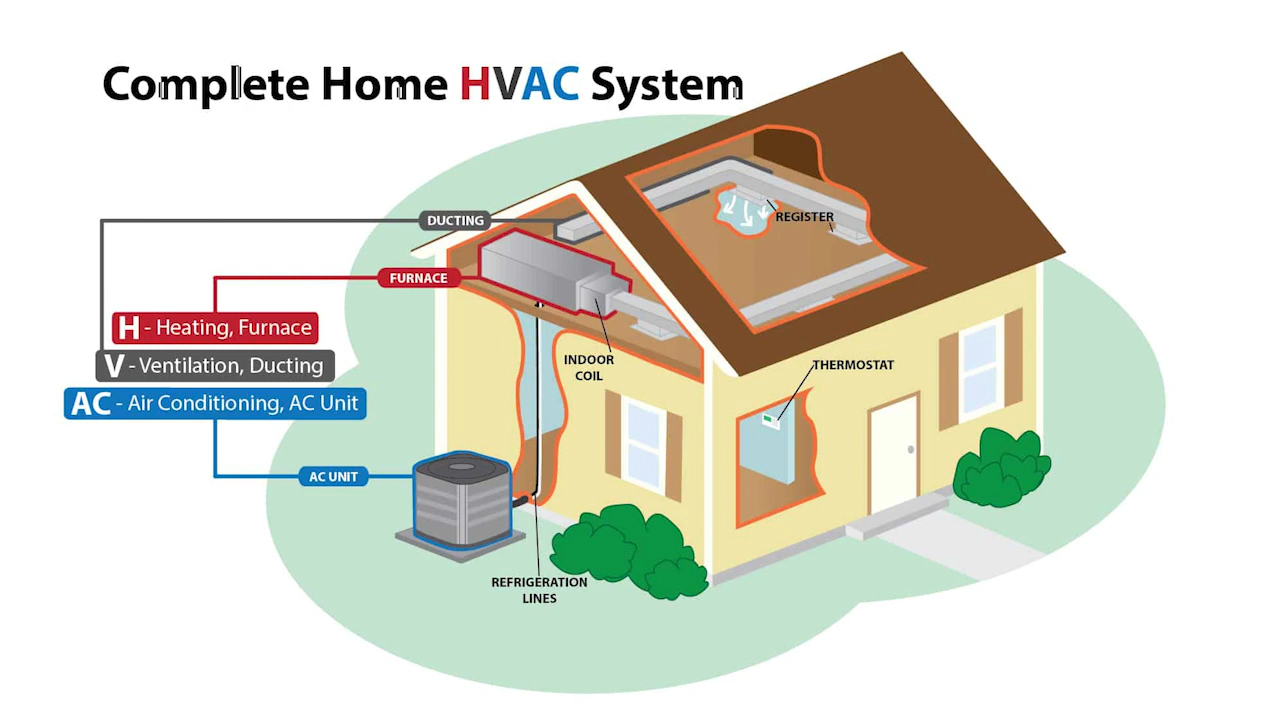 Complete Home HVAC System
DUCTING
REGISTER
FURNACE
H - Heating, Furnace
V - Ventilation, Ducting
AC - Air Conditioning, AC Unit
INDOOR
COIL
THERMOSTAT
AC UNIT
REFRIGERATION
LINES